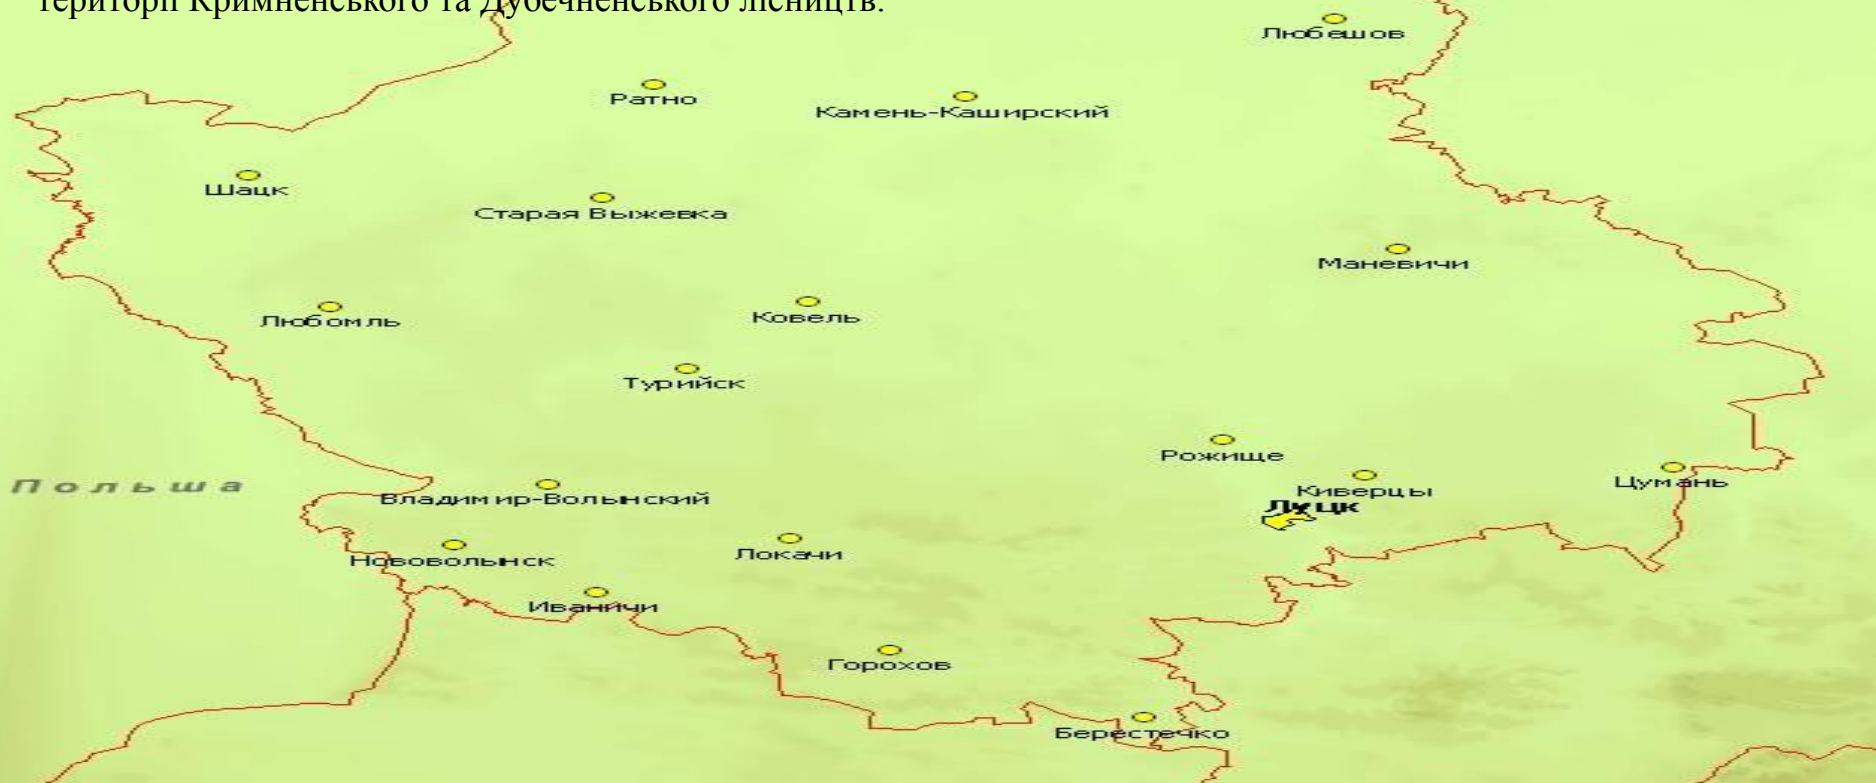 території Кримненського та Дубечненського лісництв.
Любешов
Ратно
Камень-Каширский
Шацк
Старая Выжевка
Маневичи
Любомль
Ковель
Турийск
Рожище
Польша
Владимир-Волынский
Киверцы
Цумань
Луцк
Нововолынск
Локачи
Иваничи
Горохов
Берестечко